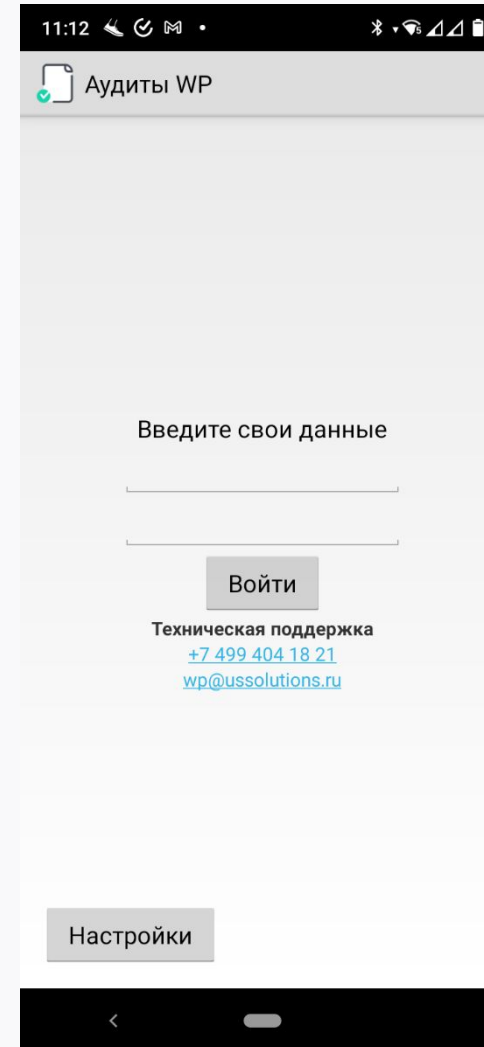 11:12
Аудиты WP
Введите свои данные
Войти
Техническая поддержка
+7 499 404 18 21
wp@ussolutions.ru
Настройки